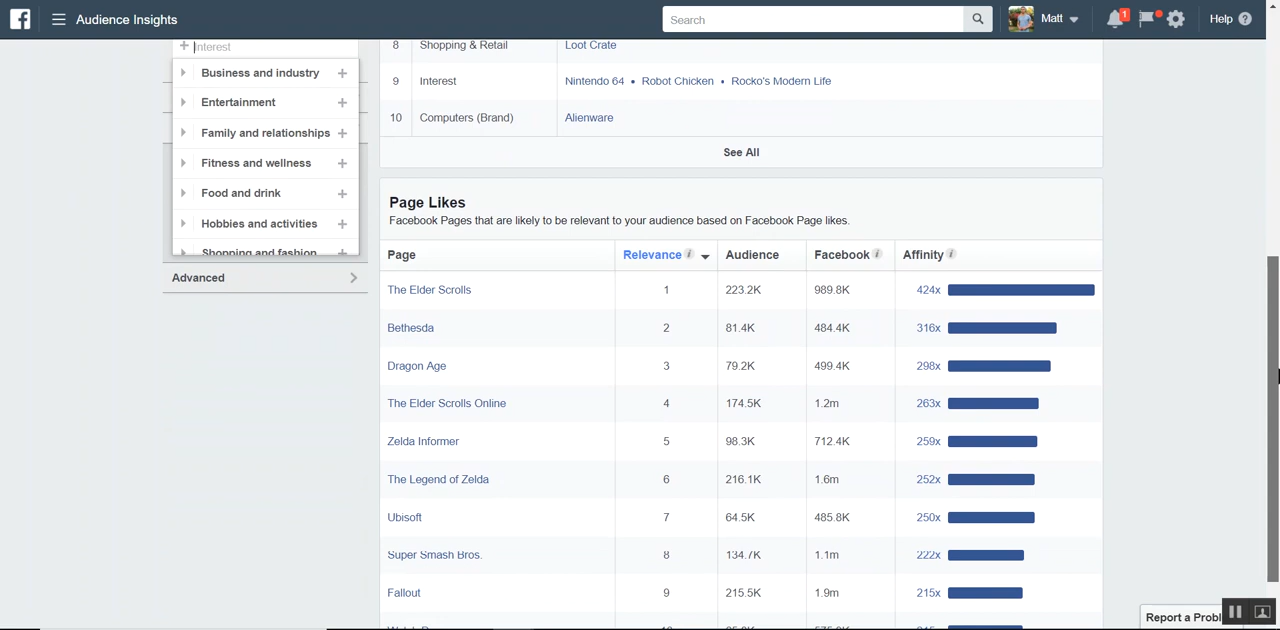 Audience Insights
Search
Matt
1
Help ?
+ Interest
Business and industry +
Entertainment +
Family and relationships +
Fitness and wellness +
Food and drink +
Hobbies and activities +
Shopping and fashion +
Advanced
8 Shopping & Retail Loot Crate
9 Interest Nintendo 64 • Robot Chicken • Rocko's Modern Life
10 Computers (Brand) Alienware
See All
Page Likes
Facebook Pages that are likely to be relevant to your audience based on Facebook Page likes.
Page Relevance i Audience Facebook i Affinity i
The Elder Scrolls 1 223.2K 989.8K 424x
Bethesda 2 81.4K 484.4K 316x
Dragon Age 3 79.2K 499.4K 298x
The Elder Scrolls Online 4 174.5K 1.2m 263x
Zelda Informer 5 98.3K 712.4K 259x
The Legend of Zelda 6 216.1K 1.6m 252x
Ubisoft 7 64.5K 485.8K 250x
Super Smash Bros. 8 134.7K 1.1m 222x
Fallout 9 215.5K 1.9m 215x
Report a Probl